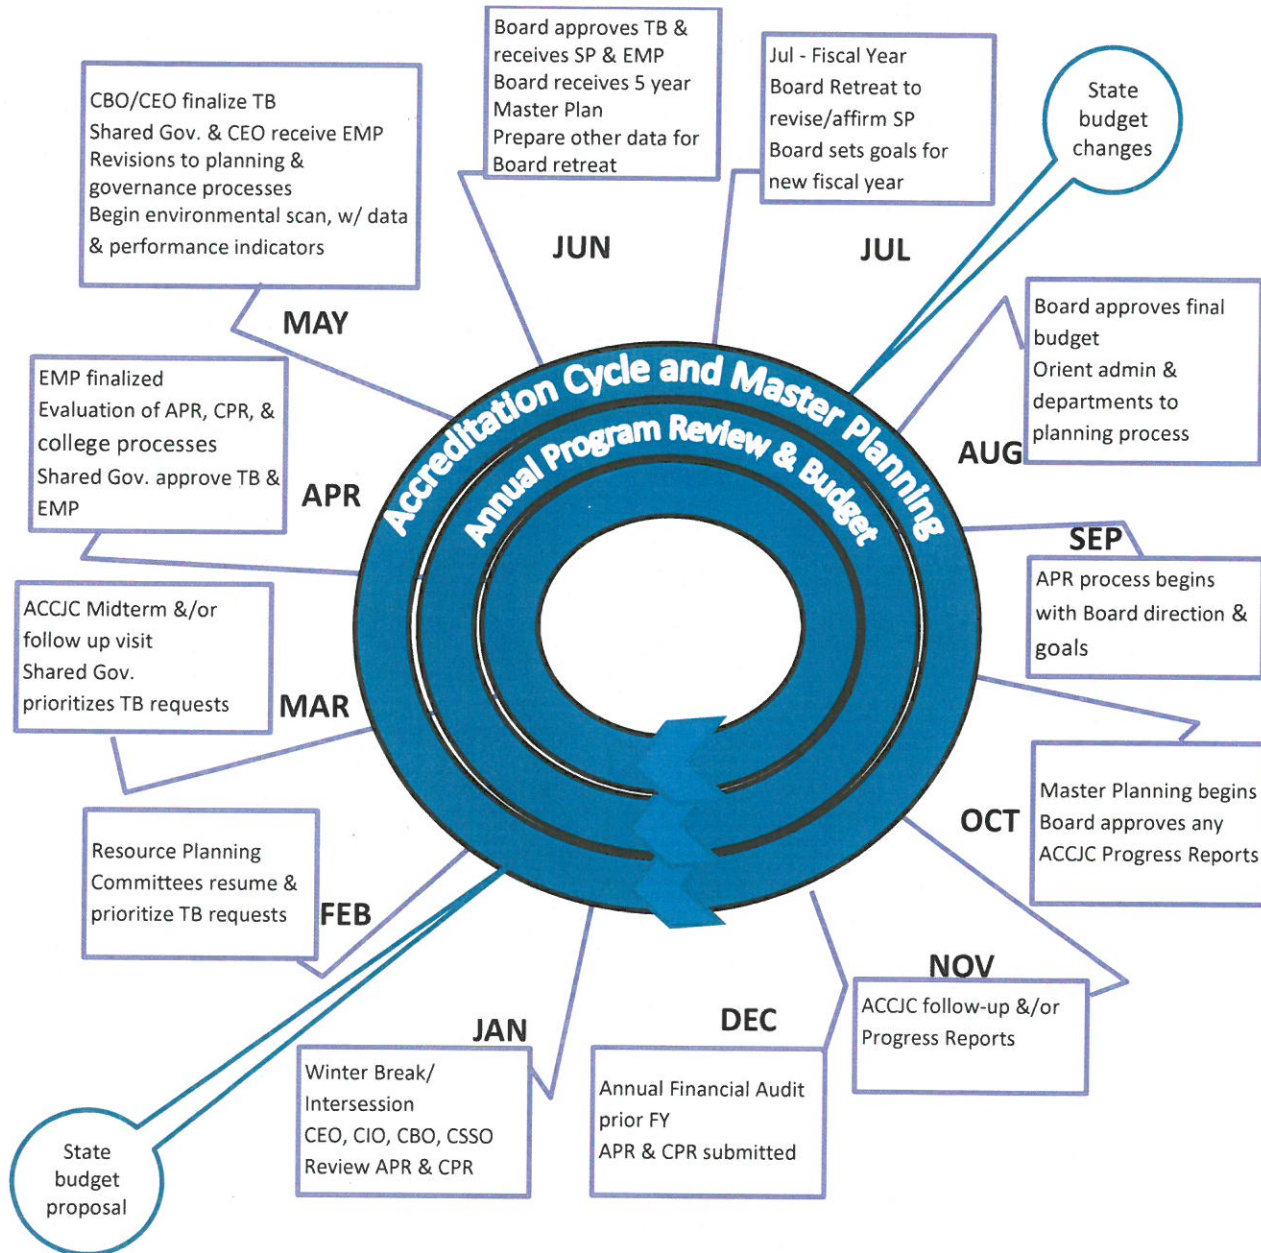 Board approves TB &
receives SP & EMP
Board receives 5 year
Master Plan
Prepare other data for
Board retreat
JUN
Jul - Fiscal Year
Board Retreat to
revise/affirm SP
Board sets goals for
new fiscal year
JUL
State
budget
changes
CBO/CEO finalize TB
Shared Gov. & CEO receive EMP
Revisions to planning &
governance processes
Begin environmental scan, w/ data
& performance indicators
MAY
Board approves final
budget
Orient admin &
departments to
planning process
AUG
EMP finalized
Evaluation of APR, CPR, &
college processes
Shared Gov. approve TB &
EMP
APR
Accreditation Cycle and Master Planning
Annual Program Review & Budget
SEP
APR process begins
with Board direction &
goals
ACCJC Midterm &/or
follow up visit
Shared Gov.
prioritizes TB requests
MAR
OCT
Master Planning begins
Board approves any
ACCJC Progress Reports
Resource Planning
Committees resume &
prioritize TB requests
FEB
NOV
ACCJC follow-up &/or
Progress Reports
DEC
Annual Financial Audit
prior FY
APR & CPR submitted
JAN
Winter Break/
Intersession
CEO, CIO, CBO, CSSO
Review APR & CPR
State
budget
proposal